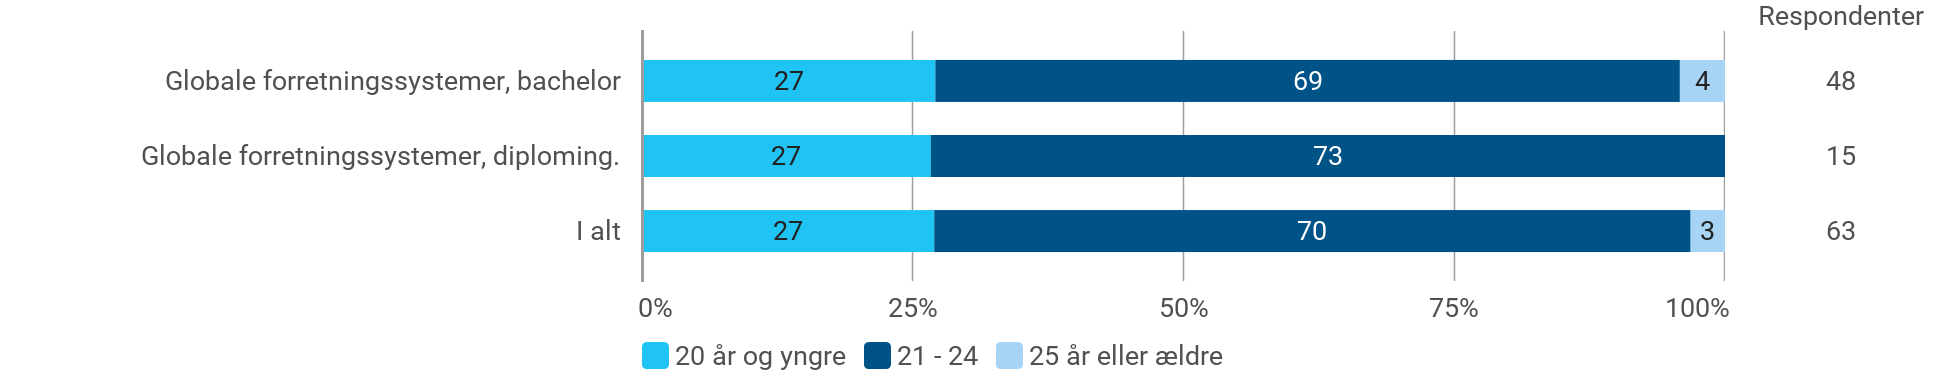 Respondenter
Globale forretningssystemer, bachelor 27 69 4 48
Globale forretningssystemer, diploming. 27 73 15
I alt 27 70 3 63
0% 25% 50% 75% 100%
20 år og yngre 21 - 24 25 år eller ældre